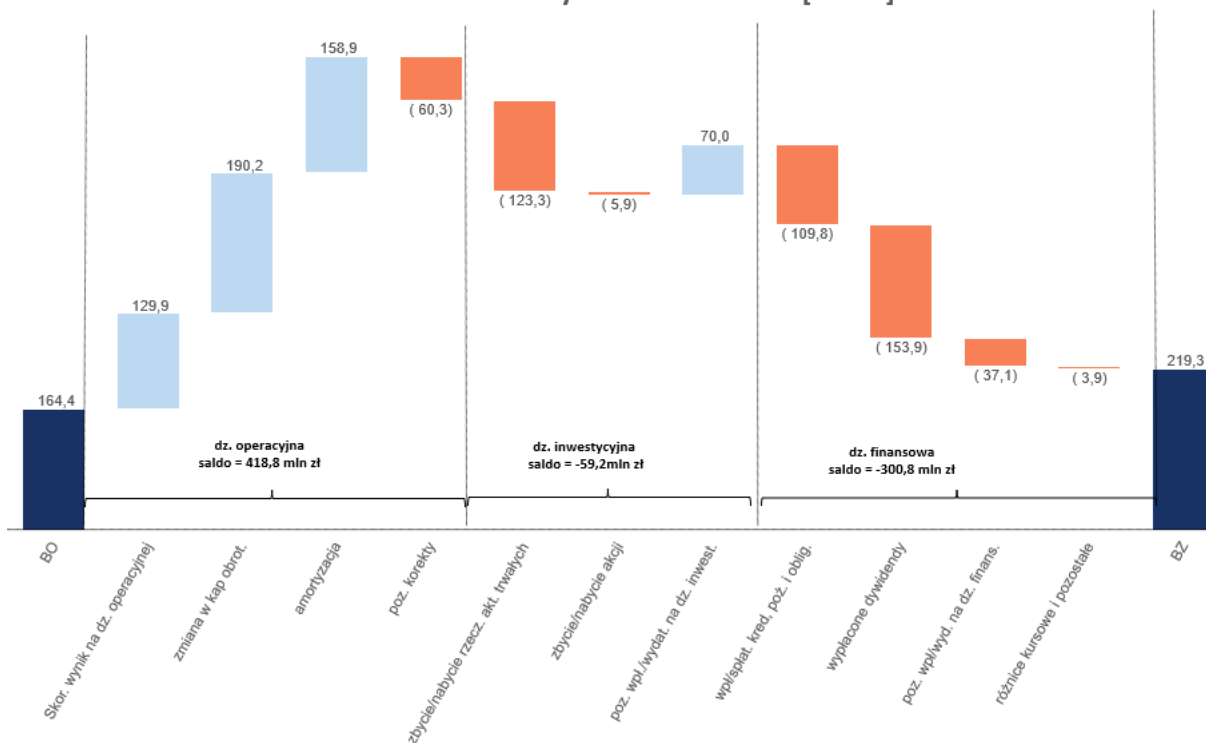 158,9
( 60,3)
190,2
129,9
164,4
70,0
(123,3)
( 5,9)
( 109,8)
( 153,9)
( 37,1)
( 3,9)
219,3
dz. operacyjna
saldo = 418,8 mln zł
dz. inwestycyjna
saldo = -59,2mln zł
dz. finansowa
saldo = -300,8 mln zł
BO
Skor. wynik na dz. operacyjnej
zmiana w kap obrot.
amortyzacja
poz. korekty
zbycie/nabycie rzecz. akt. trwałych
zbycie/nabycie akcji
poz. wpł./wydat. na dz. inwest.
wpł/spłat. kred, poż. i oblig.
wypłacone dywidendy
poz. wpł/wyd. na dz. finans.
różnice kursowe i pozostałe
BZ